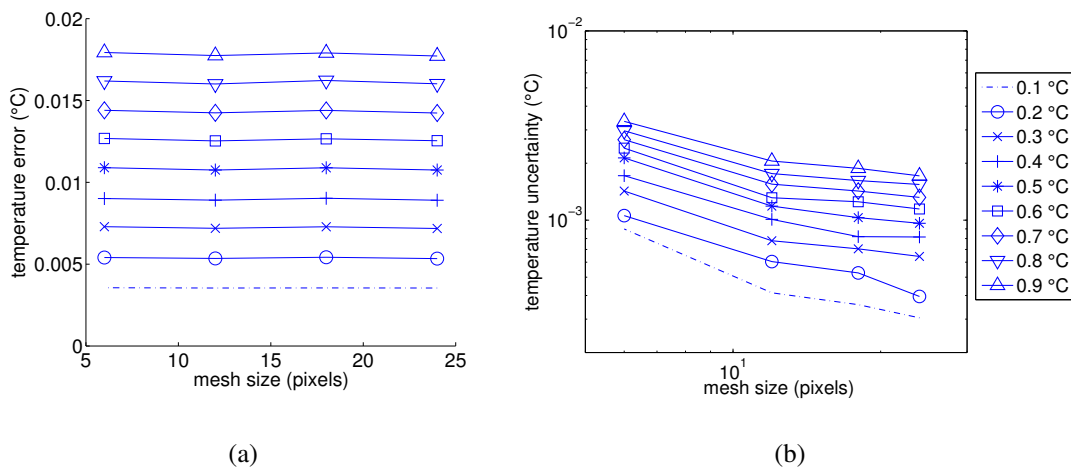 temperature error (°C)
0.02
0.015
0.01
0.005
0
5
10
15
20
25
mesh size (pixels)
(a)
temperature uncertainty (°C)
10⁻²
10⁻³
10¹
mesh size (pixels)
(b)
0.1 °C
0.2 °C
0.3 °C
0.4 °C
0.5 °C
0.6 °C
0.7 °C
0.8 °C
0.9 °C